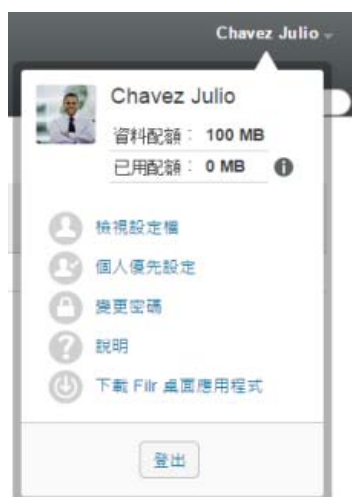 Chavez Julio
Chavez Julio
資料配額： 100 MB
已用配額： 0 MB
檢視設定檔
個人優先設定
變更密碼
說明
下載 Filr 桌面應用程式
登出